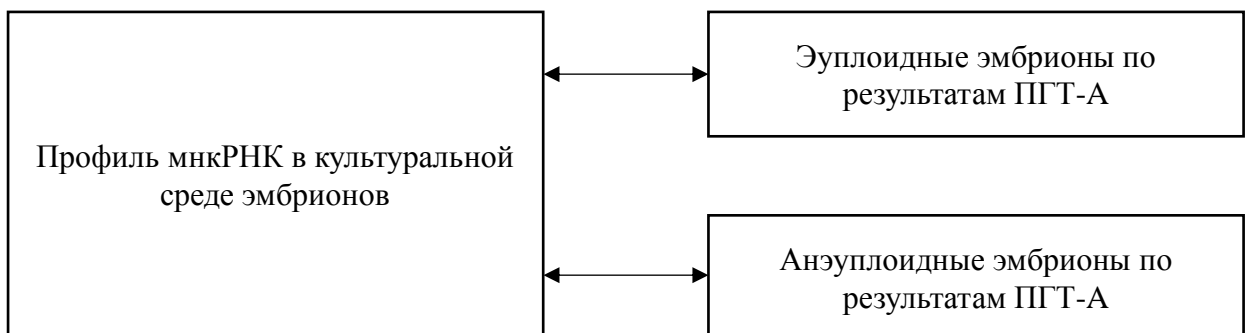 Профиль мнкРНК в культуральной
среде эмбрионов
Эуплоидные эмбрионы по
результатам ПГТ-А
Анэуплоидные эмбрионы по
результатам ПГТ-А